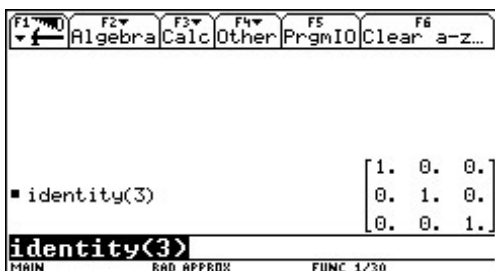 F1 F2 F3 F4 F5 F6
Algebra Calc Other PrgmIO Clear a-z…
1. 0. 0.
identity(3) 0. 1. 0.
0. 0. 1.
identity(3)
MAIN RAD APPROX FUNC 1/30